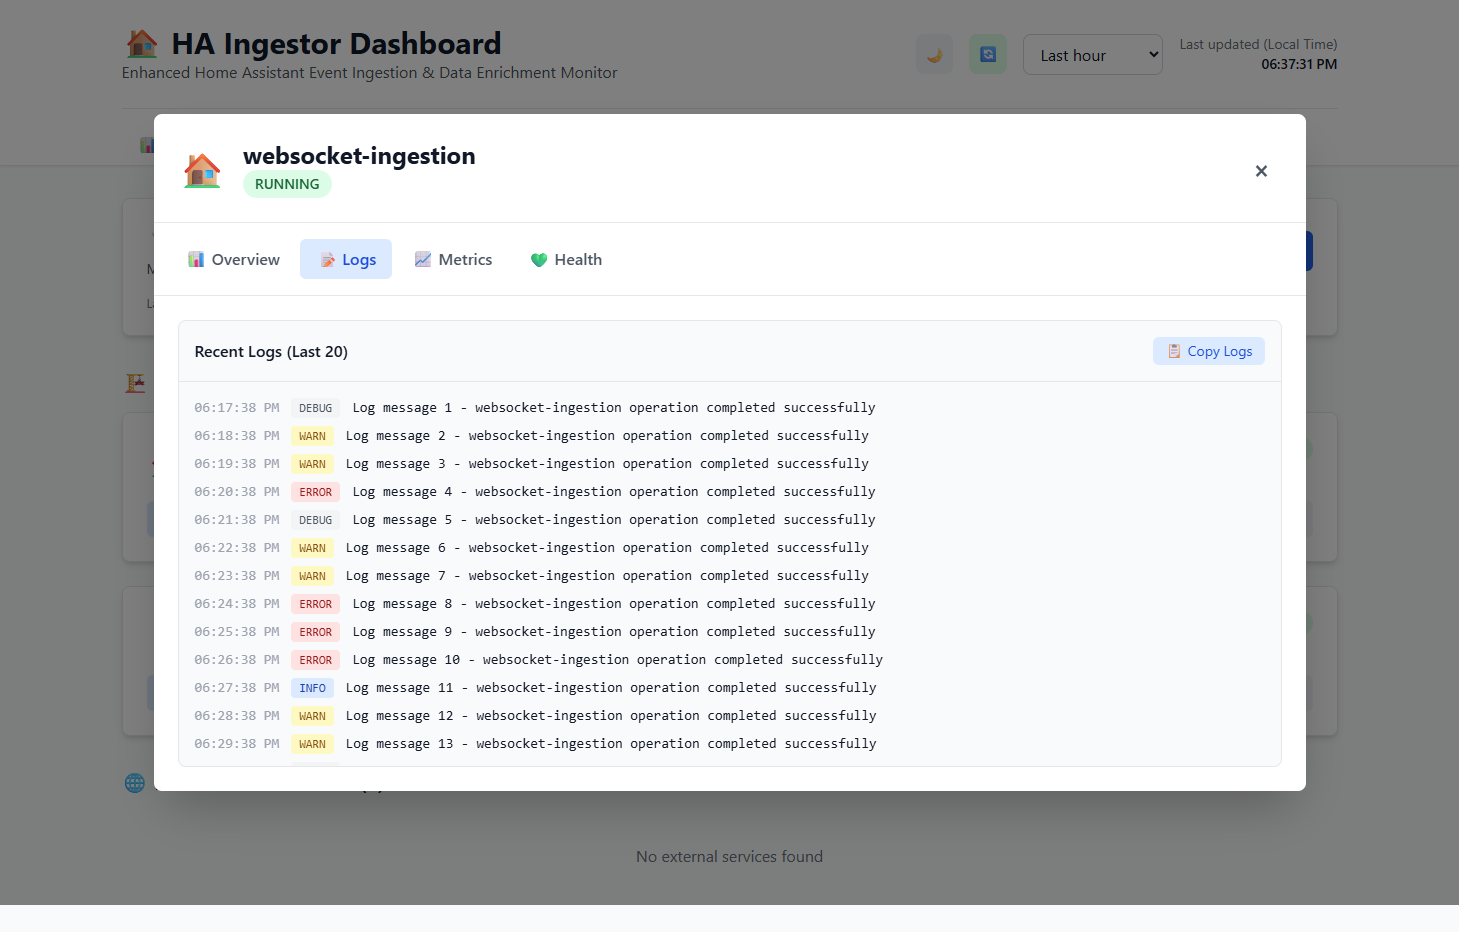 HA Ingestor Dashboard
Enhanced Home Assistant Event Ingestion & Data Enrichment Monitor
Last hour
Last updated (Local Time)
06:37:31 PM
websocket-ingestion
RUNNING
×
Overview
Logs
Metrics
Health
Recent Logs (Last 20)
Copy Logs
06:17:38 PM DEBUG Log message 1 - websocket-ingestion operation completed successfully
06:18:38 PM WARN Log message 2 - websocket-ingestion operation completed successfully
06:19:38 PM WARN Log message 3 - websocket-ingestion operation completed successfully
06:20:38 PM ERROR Log message 4 - websocket-ingestion operation completed successfully
06:21:38 PM DEBUG Log message 5 - websocket-ingestion operation completed successfully
06:22:38 PM WARN Log message 6 - websocket-ingestion operation completed successfully
06:23:38 PM WARN Log message 7 - websocket-ingestion operation completed successfully
06:24:38 PM ERROR Log message 8 - websocket-ingestion operation completed successfully
06:25:38 PM ERROR Log message 9 - websocket-ingestion operation completed successfully
06:26:38 PM ERROR Log message 10 - websocket-ingestion operation completed successfully
06:27:38 PM INFO Log message 11 - websocket-ingestion operation completed successfully
06:28:38 PM WARN Log message 12 - websocket-ingestion operation completed successfully
06:29:38 PM WARN Log message 13 - websocket-ingestion operation completed successfully
No external services found